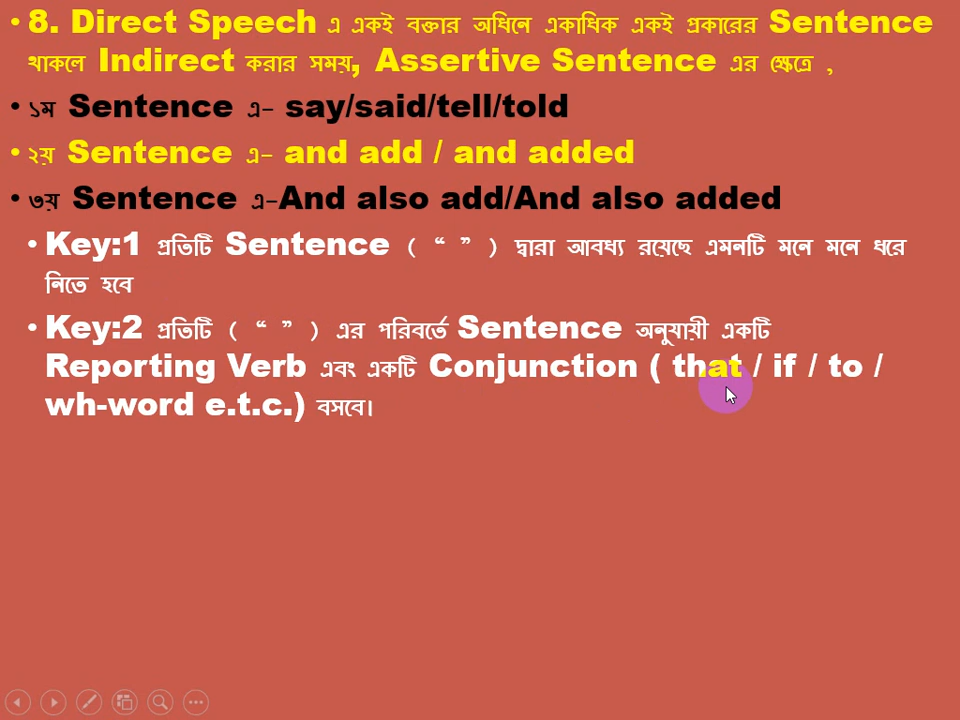 • 8. Direct Speech এ একই বক্তার অধিনে একাধিক একই প্রকারের Sentence
থাকলে Indirect করার সময়, Assertive Sentence এর ক্ষেত্রে ,
• ১ম Sentence এ– say/said/tell/told
• ২য় Sentence এ– and add / and added
• ৩য় Sentence এ–And also add/And also added
• Key:1 প্রতিটি Sentence ( “ ” ) দ্বারা আবধ্য রয়েছে এমনটি মনে মনে ধরে
নিতে হবে
• Key:2 প্রতিটি ( “ ” ) এর পরিবর্তে Sentence অনুযায়ী একটি
Reporting Verb এবং একটি Conjunction ( that / if / to /
wh-word e.t.c.) বসবে।